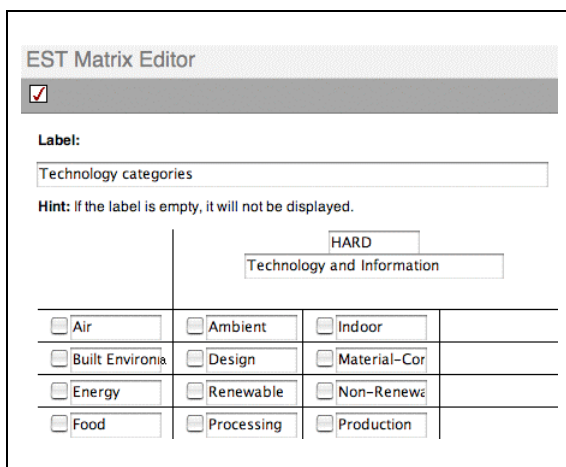 EST Matrix Editor
Label:
Technology categories
Hint: If the label is empty, it will not be displayed.
HARD
Technology and Information
Air Ambient Indoor
Built Environma Design Material-Cor
Energy Renewable Non-Renewa
Food Processing Production